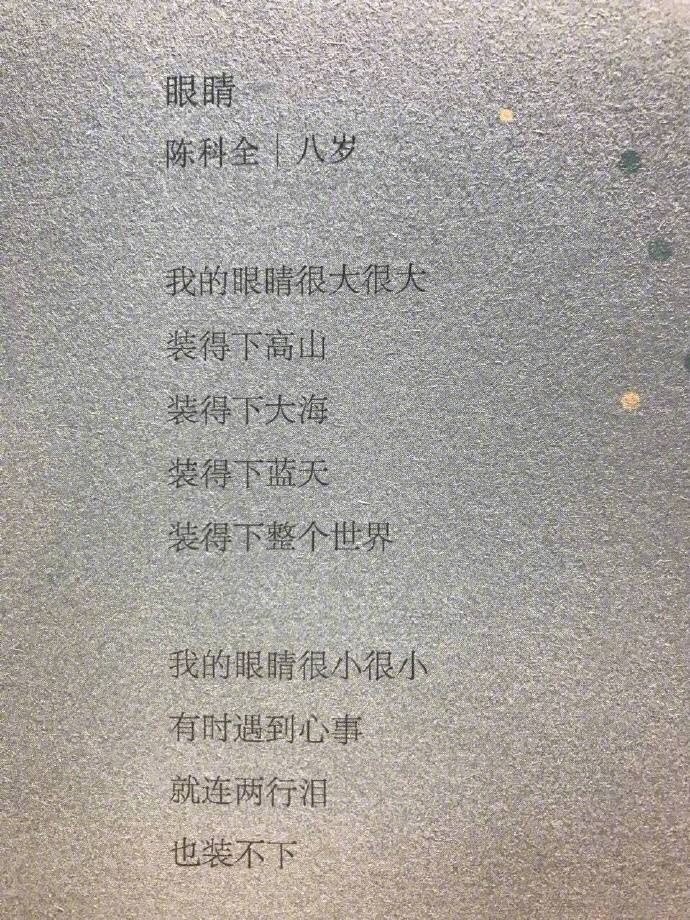 眼睛
陈科全｜八岁
我的眼睛很大很大
装得下高山
装得下大海
装得下蓝天
装得下整个世界
我的眼睛很小很小
有时遇到心事
就连两行泪
也装不下